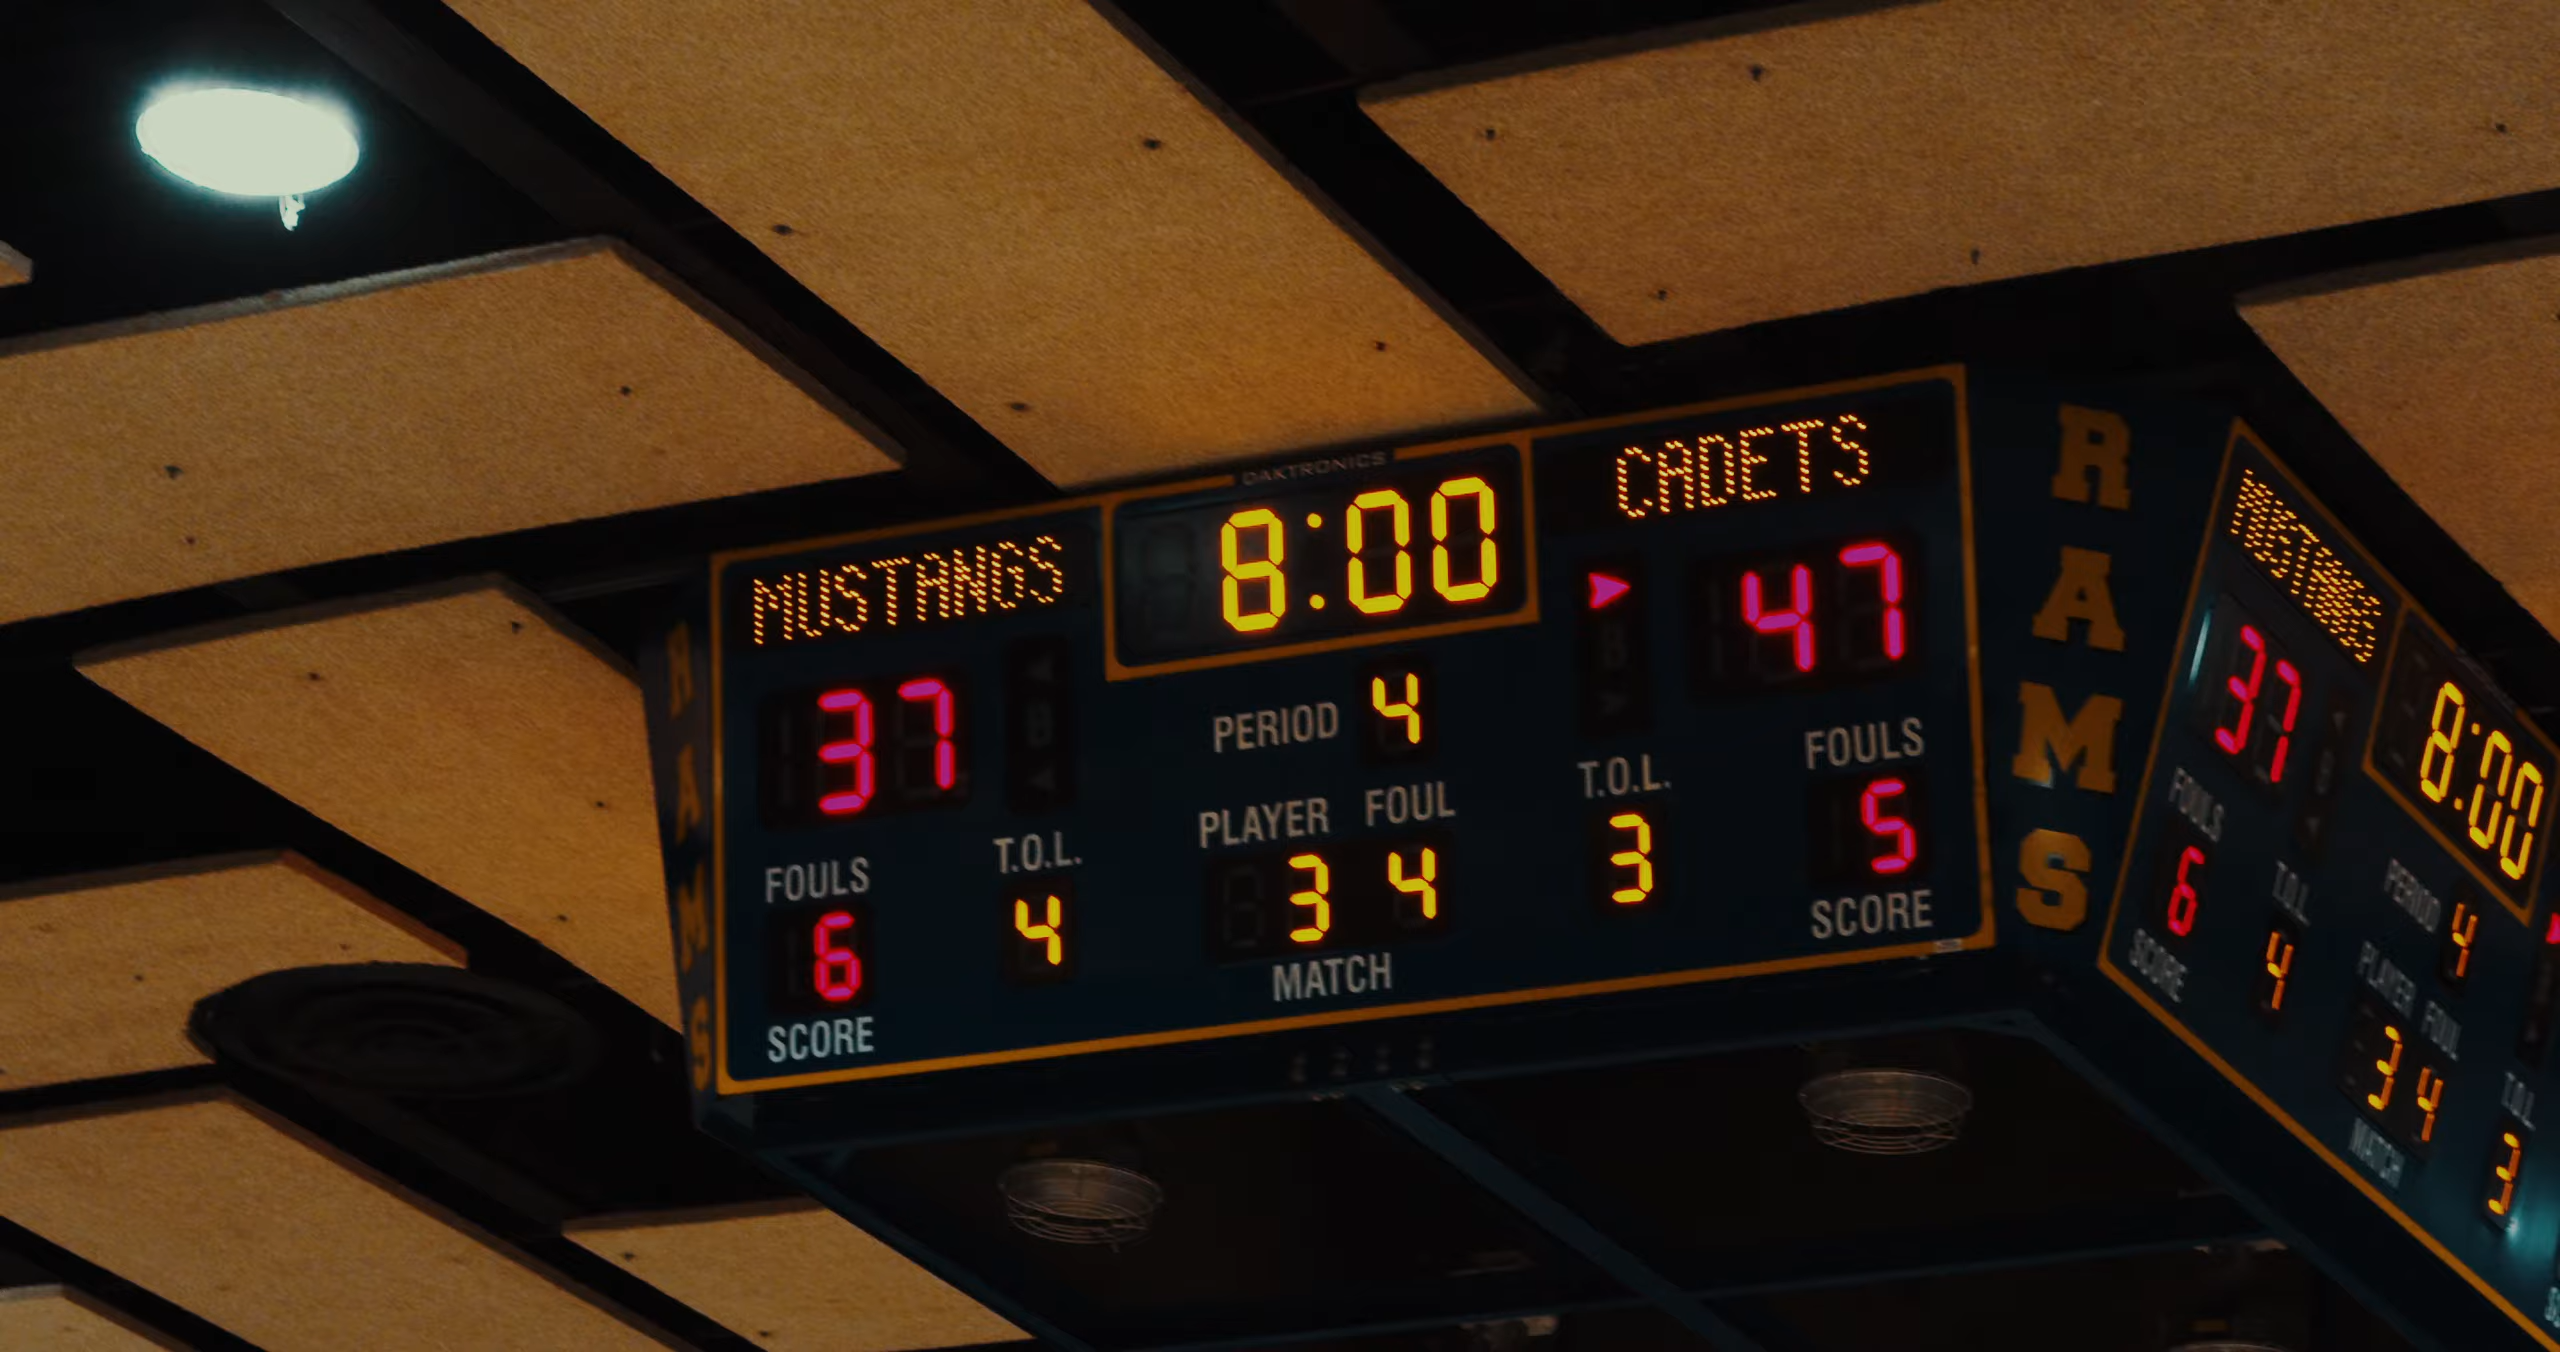 DAKTRONICS
MUSTANGS 8:00 CADETS
37 PERIOD 4 47
FOULS T.O.L. PLAYER FOUL T.O.L. FOULS
6 4 3 4 3 5
SCORE MATCH SCORE
RAMS
RAMS
MUSTANGS
37 8:00
FOULS T.O.L. PERIOD 4
6 4 PLAYER FOUL T.O.L.
SCORE 3 4 3
MATCH